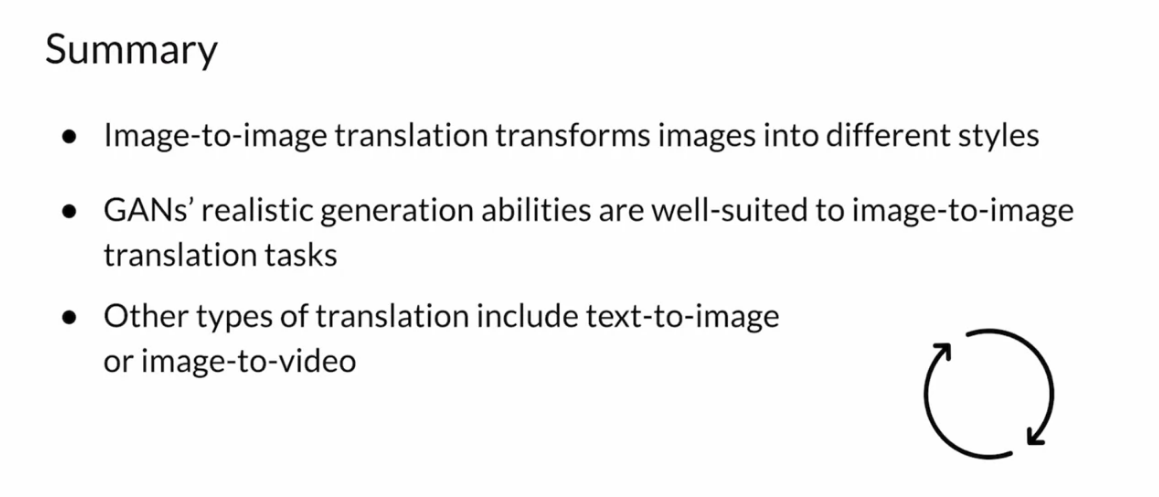 Summary
● Image-to-image translation transforms images into different styles
● GANs’ realistic generation abilities are well-suited to image-to-image
translation tasks
● Other types of translation include text-to-image
or image-to-video